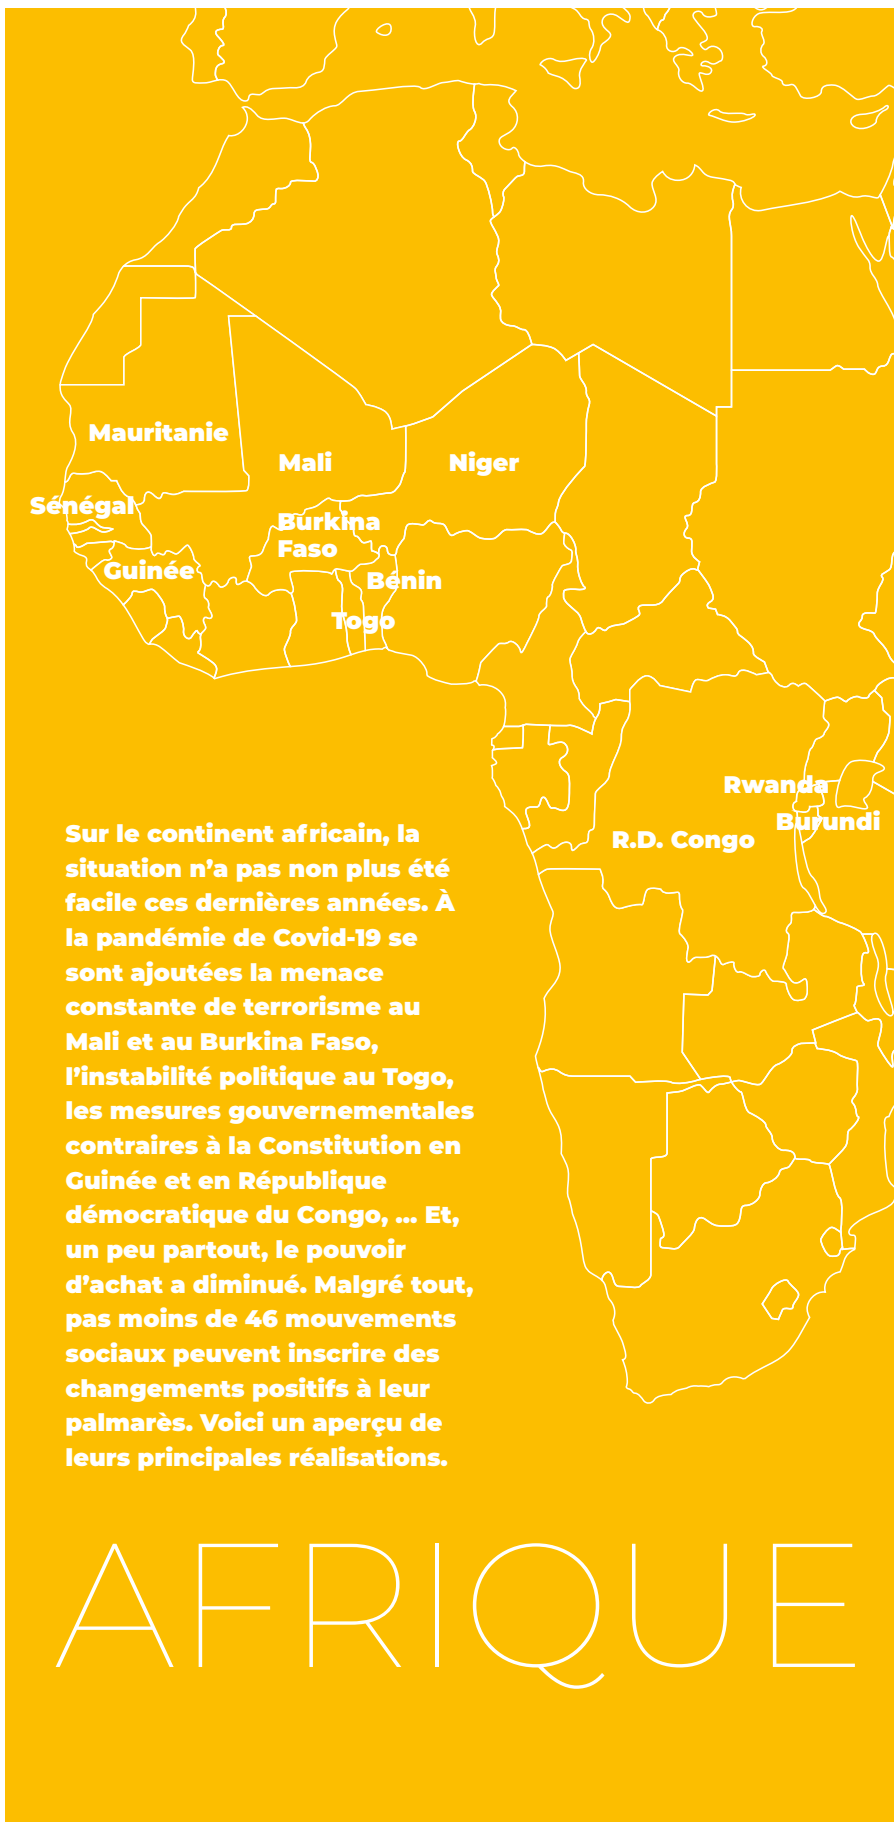 Mauritanie
Mali
Niger
Sénégal
Burkina
Faso
Guinée
Bénin
Togo
Rwanda
Burundi
R.D. Congo
Sur le continent africain, la
situation n’a pas non plus été
facile ces dernières années. À
la pandémie de Covid-19 se
sont ajoutées la menace
constante de terrorisme au
Mali et au Burkina Faso,
l’instabilité politique au Togo,
les mesures gouvernementales
contraires à la Constitution en
Guinée et en République
démocratique du Congo, ... Et,
un peu partout, le pouvoir
d’achat a diminué. Malgré tout,
pas moins de 46 mouvements
sociaux peuvent inscrire des
changements positifs à leur
palmarès. Voici un aperçu de
leurs principales réalisations.
AFRIQUE